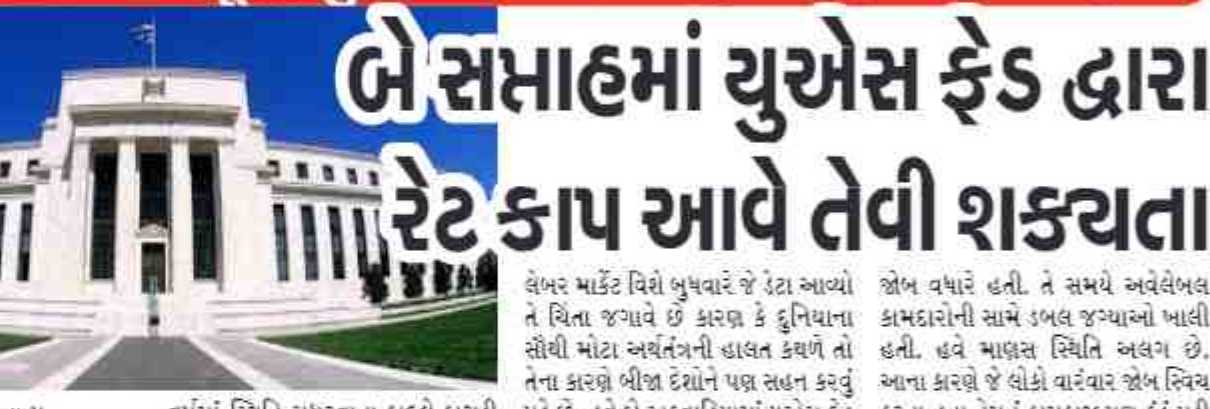 બે સપ્તાહમાં યુએસ ફેડ દ્વારા
રેટ કાપ આવે તેવી શક્યતા
લેબર માર્કેટ વિશે બુધવારે જે ડેટા આવ્યો
તે ચિંતા જગાવે છે કારણ કે દુનિયાના
સૌથી મોટા અર્થતંત્રની હાલત કથળે તો
તેના કારણે બીજા દેશોને પણ સહન કરવું
જોબ વધારે હતી. તે સમયે અવેલેબલ
કામદારોની સામે ડબલ જગ્યાઓ ખાલી
હતી. હવે માણસ સ્થિતિ અલગ છે.
આના કારણે જે લોકો વારંવાર જોબ સ્વિચ